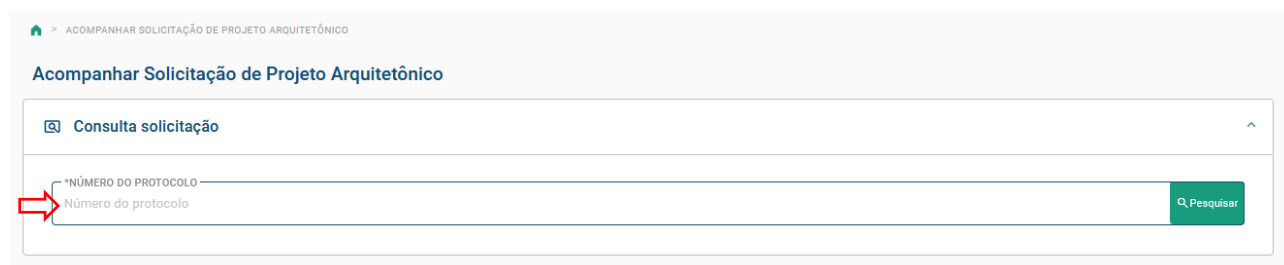 > ACOMPANHAR SOLICITAÇÃO DE PROJETO ARQUITETÔNICO
Acompanhar Solicitação de Projeto Arquitetônico
Consulta solicitação
*NÚMERO DO PROTOCOLO
Número do protocolo
Pesquisar